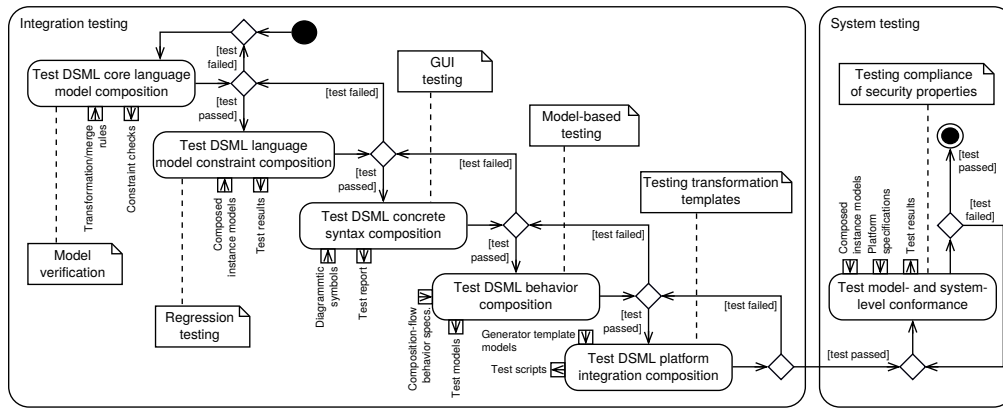 Integration testing
System testing
[test
failed]
GUI
testing
Testing compliance
of security properties
Test DSML core language
model composition
[test failed]
[test
passed]
Model-based
testing
Transformation/merge
rules
Constraint checks
Test DSML language
model constraint composition
[test failed]
[test
passed]
[test
passed]
Testing transformation
templates
[test
failed]
Composed
instance models
Test results
Test DSML concrete
syntax composition
[test failed]
[test
passed]
Composed
instance models
Platform
specifications
Test results
Model
verification
Diagrammtic
symbols
Test report
Test DSML behavior
composition
Test model- and system-
level conformance
Regression
testing
[test failed]
[test
passed]
Composition-flow
behavior specs.
Test models
Generator template
models
Test scripts
Test DSML platform
integration composition
[test passed]